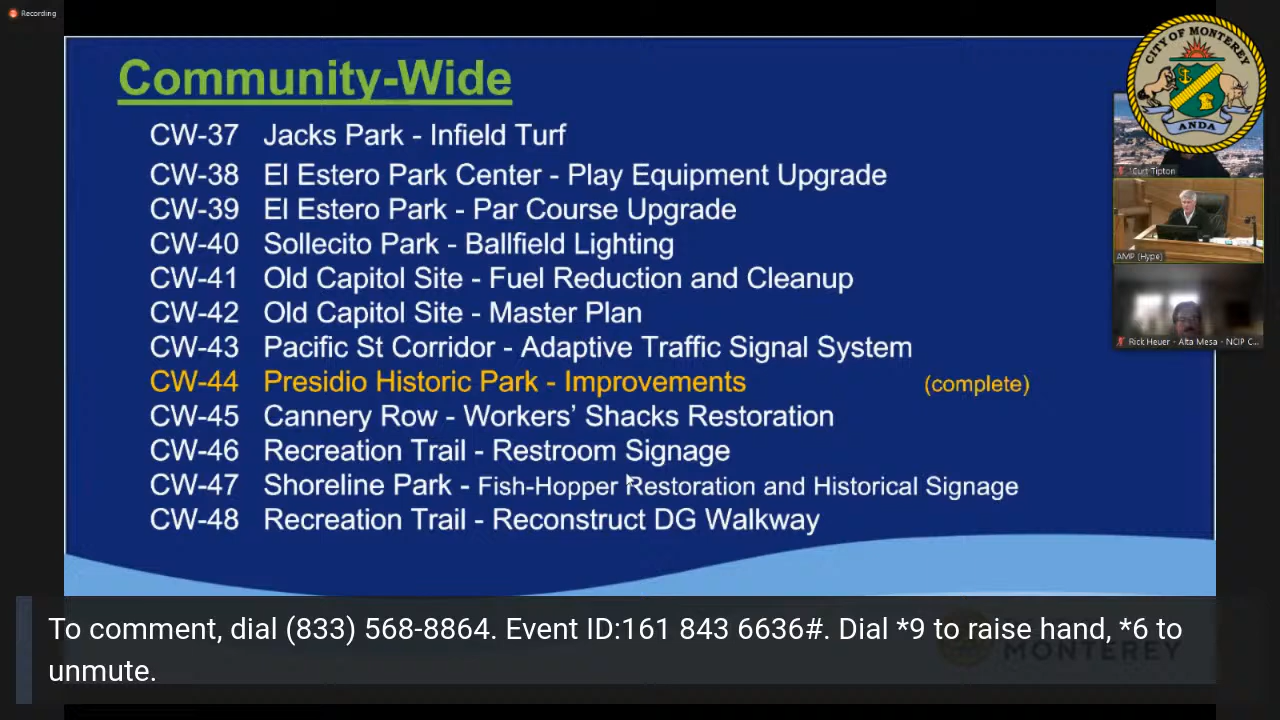 Recording
Community-Wide
CW-37 Jacks Park - Infield Turf
CW-38 El Estero Park Center - Play Equipment Upgrade
CW-39 El Estero Park - Par Course Upgrade
CW-40 Sollecito Park - Ballfield Lighting
CW-41 Old Capitol Site - Fuel Reduction and Cleanup
CW-42 Old Capitol Site - Master Plan
CW-43 Pacific St Corridor - Adaptive Traffic Signal System
CW-44 Presidio Historic Park - Improvements (complete)
CW-45 Cannery Row - Workers’ Shacks Restoration
CW-46 Recreation Trail - Restroom Signage
CW-47 Shoreline Park - Fish-Hopper Restoration and Historical Signage
CW-48 Recreation Trail - Reconstruct DG Walkway
CITY OF MONTEREY
ANDA
Curt Tipton
AMP (Hype)
Rick Heuer - Alta Mesa - NCIP C...
To comment, dial (833) 568-8864. Event ID:161 843 6636#. Dial *9 to raise hand, *6 to
unmute.
MONTEREY